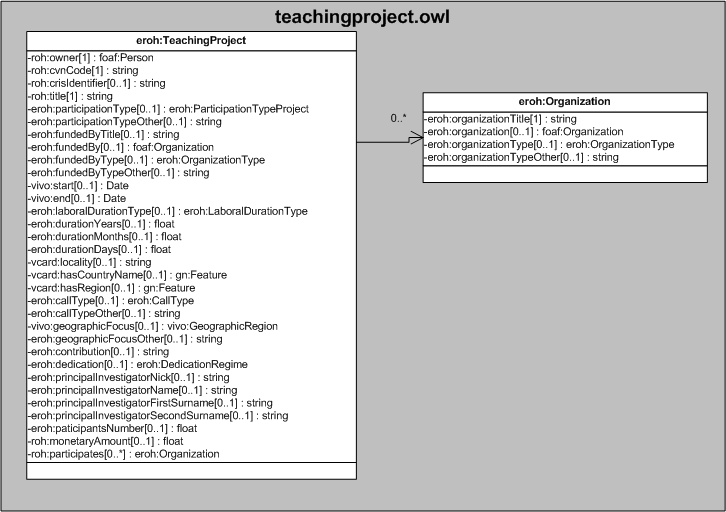 teachingproject.owl
eroh:TeachingProject
-roh:owner[1] : foaf:Person
-roh:cvnCode[1] : string
-roh:crisIdentifier[0..1] : string
-roh:title[1] : string
-eroh:participationType[0..1] : eroh:ParticipationTypeProject
-eroh:participationTypeOther[0..1] : string
-eroh:fundedByTitle[0..1] : string
-eroh:fundedBy[0..1] : foaf:Organization
-eroh:fundedByType[0..1] : eroh:OrganizationType
-eroh:fundedByTypeOther[0..1] : string
-vivo:start[0..1] : Date
-vivo:end[0..1] : Date
-eroh:laboralDurationType[0..1] : eroh:LaboralDurationType
-eroh:durationYears[0..1] : float
-eroh:durationMonths[0..1] : float
-eroh:durationDays[0..1] : float
-vcard:locality[0..1] : string
-vcard:hasCountryName[0..1] : gn:Feature
-vcard:hasRegion[0..1] : gn:Feature
-eroh:callType[0..1] : eroh:CallType
-eroh:callTypeOther[0..1] : string
-vivo:geographicFocus[0..1] : vivo:GeographicRegion
-eroh:geographicFocusOther[0..1] : string
-eroh:contribution[0..1] : string
-eroh:dedication[0..1] : eroh:DedicationRegime
-eroh:principalInvestigatorNick[0..1] : string
-eroh:principalInvestigatorName[0..1] : string
-eroh:principalInvestigatorFirstSurname[0..1] : string
-eroh:principalInvestigatorSecondSurname[0..1] : string
-eroh:paticipantsNumber[0..1] : float
-roh:monetaryAmount[0..1] : float
-roh:participates[0..*] : eroh:Organization
0..*
eroh:Organization
-eroh:organizationTitle[1] : string
-eroh:organization[0..1] : foaf:Organization
-eroh:organizationType[0..1] : eroh:OrganizationType
-eroh:organizationTypeOther[0..1] : string